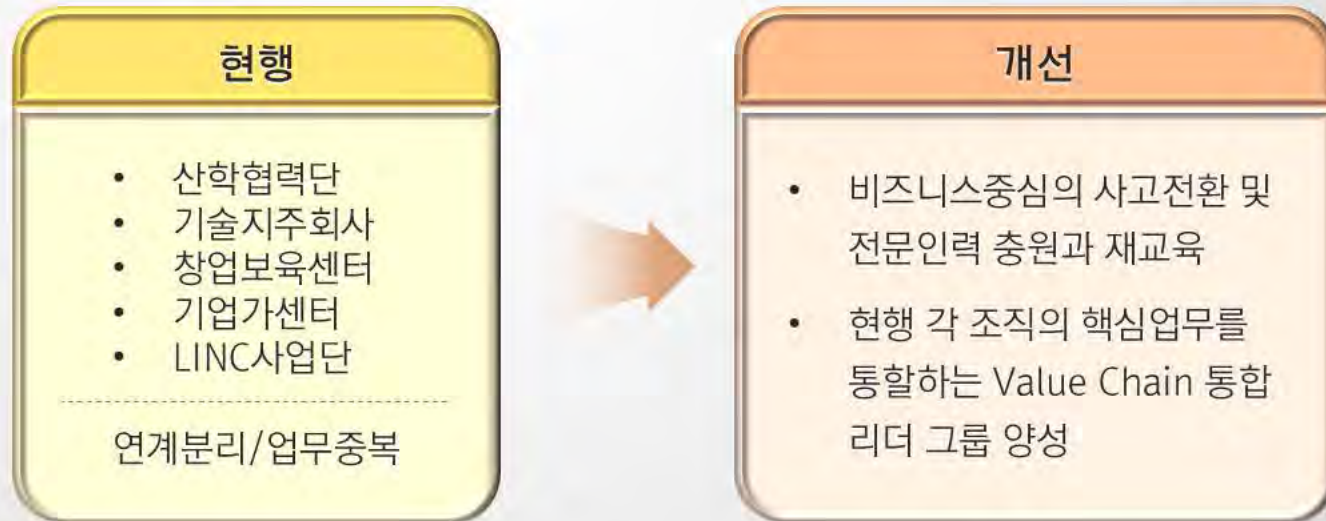 현행
• 산학협력단
• 기술지주회사
• 창업보육센터
• 기업가센터
• LINC사업단
연계분리/업무중복
개선
• 비즈니스중심의 사고전환 및
전문인력 충원과 재교육
• 현행 각 조직의 핵심업무를
통할하는 Value Chain 통합
리더 그룹 양성